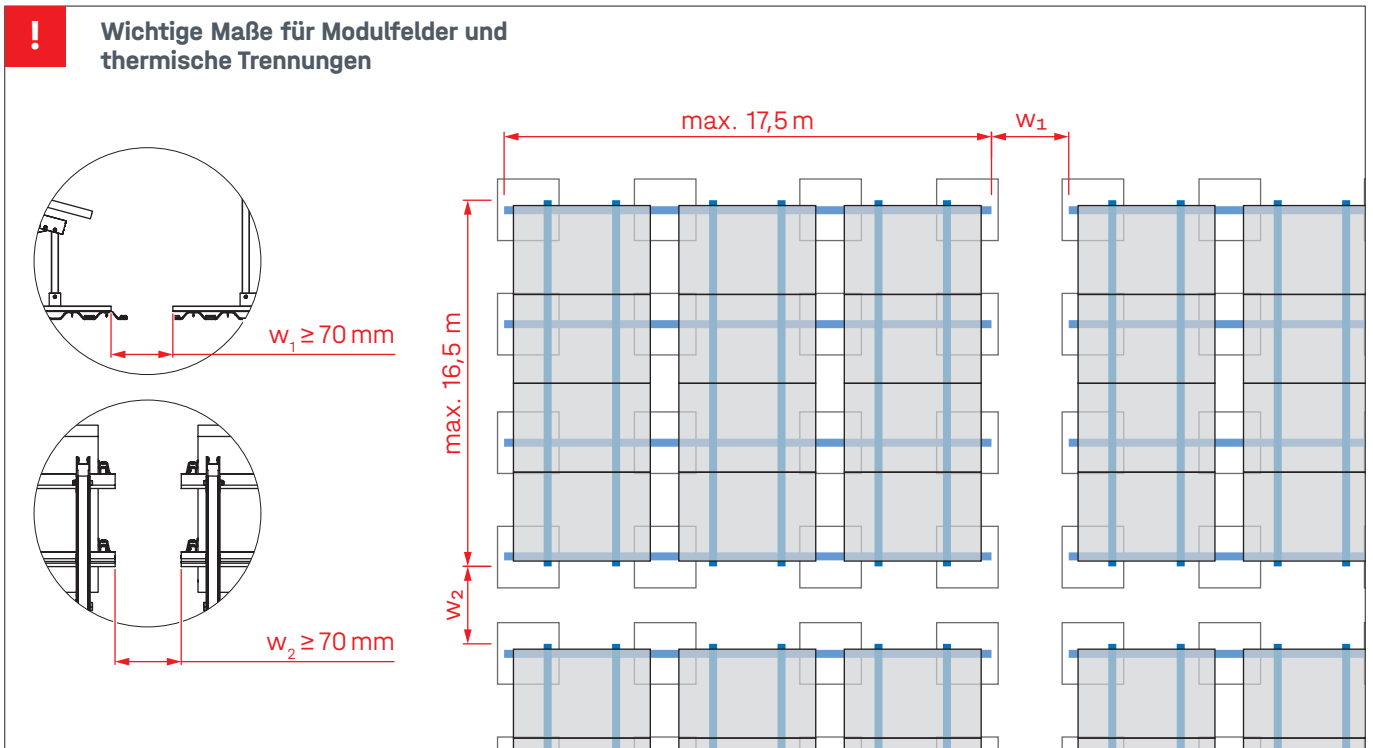 !
Wichtige Maße für Modulfelder und
thermische Trennungen
max. 17,5 m
w₁
w₁ ≥ 70 mm
max. 16,5 m
w₂
w₂ ≥ 70 mm